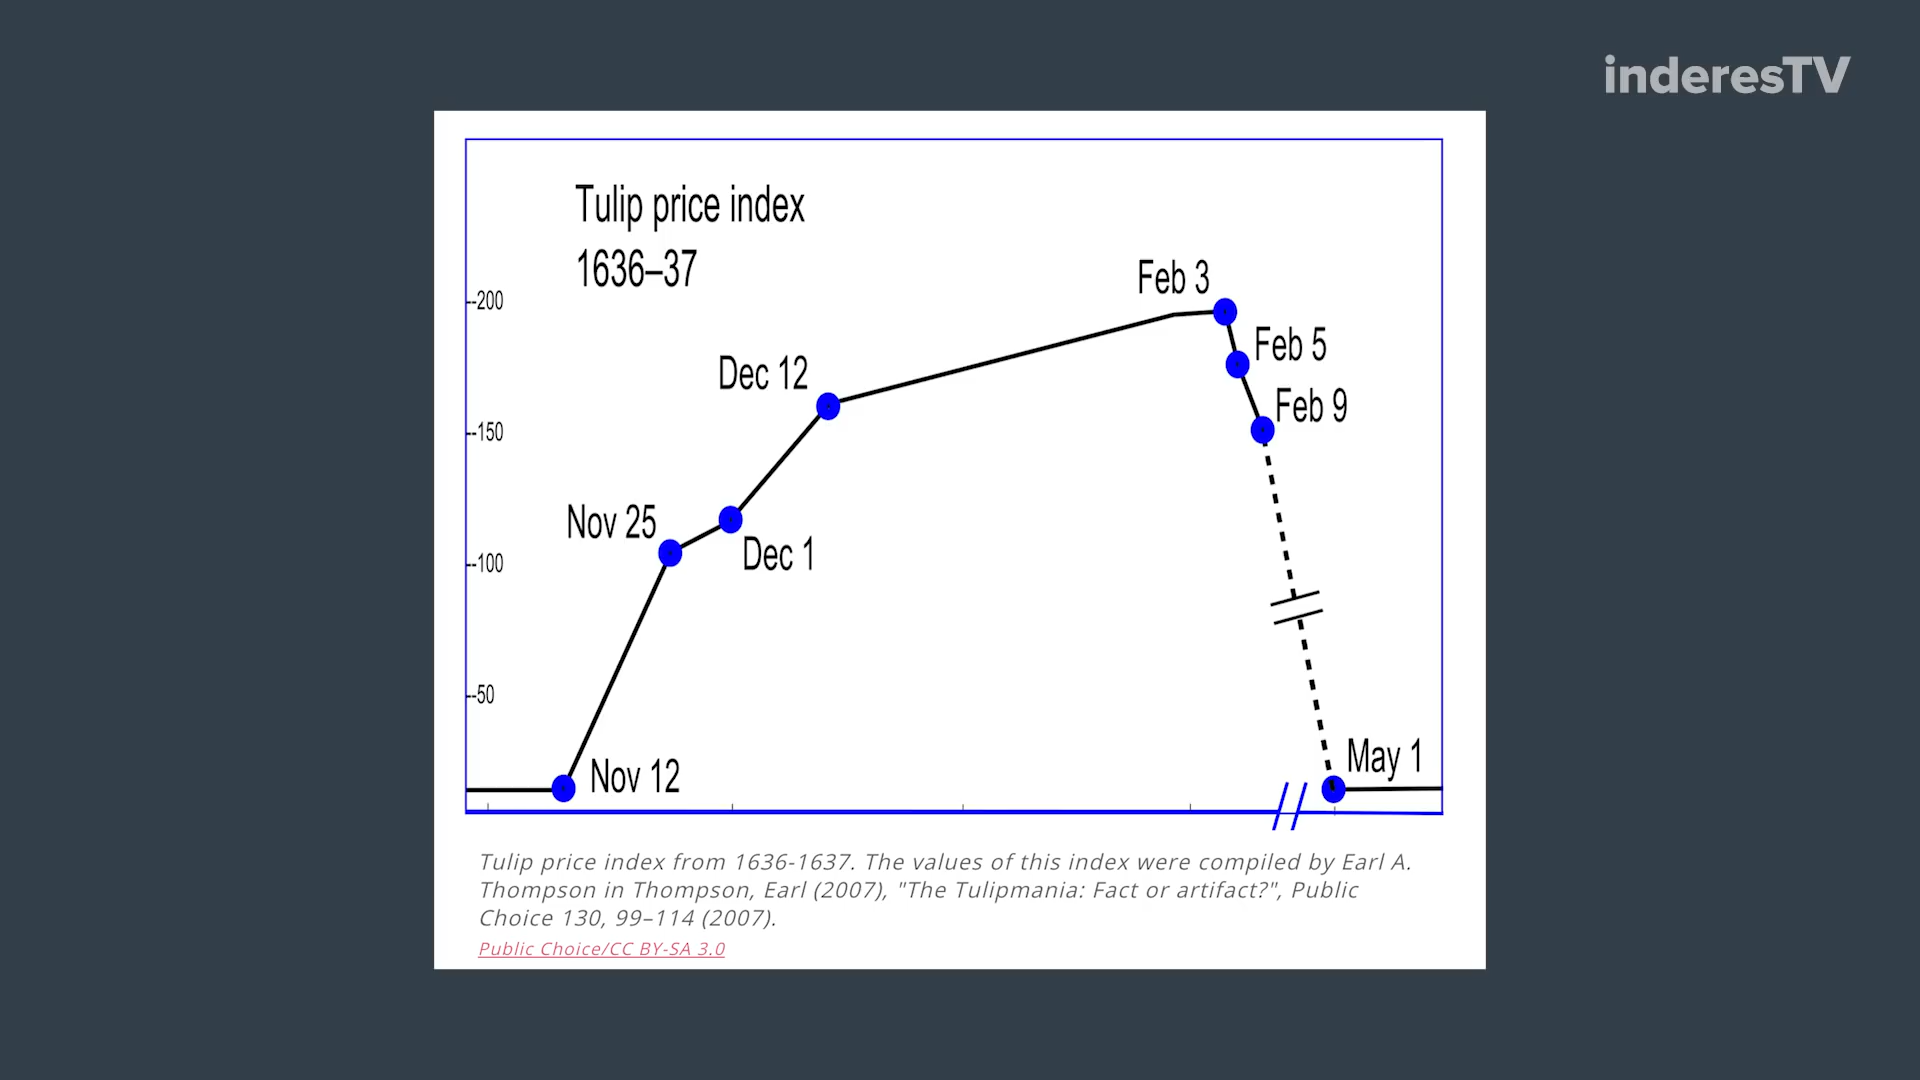 inderesTV
Tulip price index
1636–37
Feb 3
-200
Feb 5
Dec 12
Feb 9
-150
Nov 25
Dec 1
-100
-50
May 1
Nov 12
Tulip price index from 1636-1637. The values of this index were compiled by Earl A.
Thompson in Thompson, Earl (2007), "The Tulipmania: Fact or artifact?", Public
Choice 130, 99–114 (2007).
Public Choice/CC BY-SA 3.0